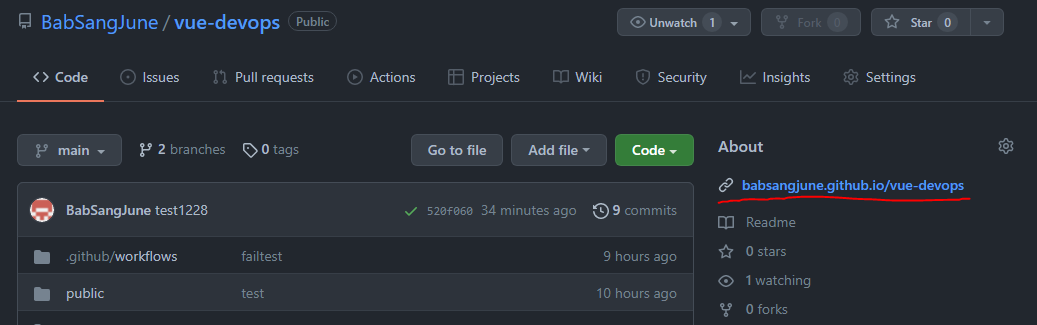 BabSangJune / vue-devops Public Unwatch 1 Fork 0 Star 0
Code Issues Pull requests Actions Projects Wiki Security Insights Settings
main 2 branches 0 tags Go to file Add file Code
About
babsangjune.github.io/vue-devops
BabSangJune test1228 520f060 34 minutes ago 9 commits
Readme
.github/workflows failtest 9 hours ago
0 stars
1 watching
public test 10 hours ago
0 forks